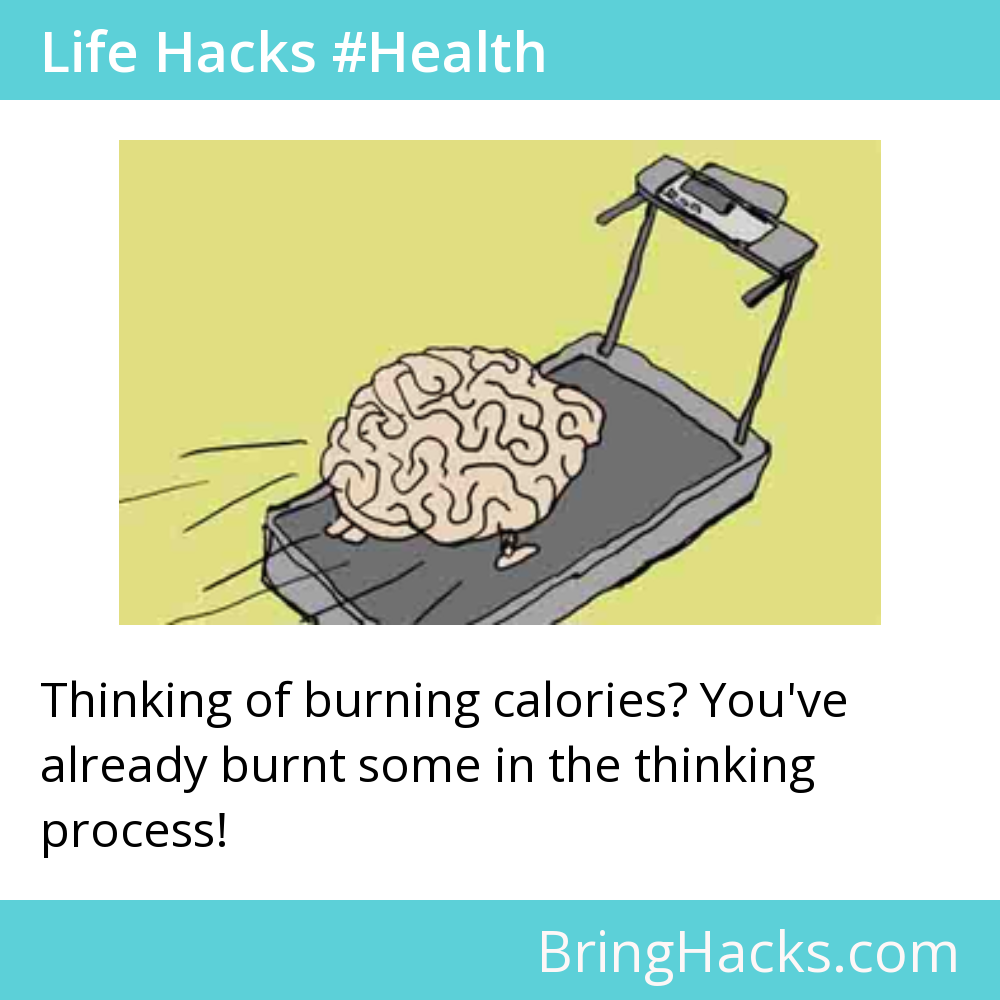 Life Hacks #Health
Thinking of burning calories? You've
already burnt some in the thinking
process!
BringHacks.com